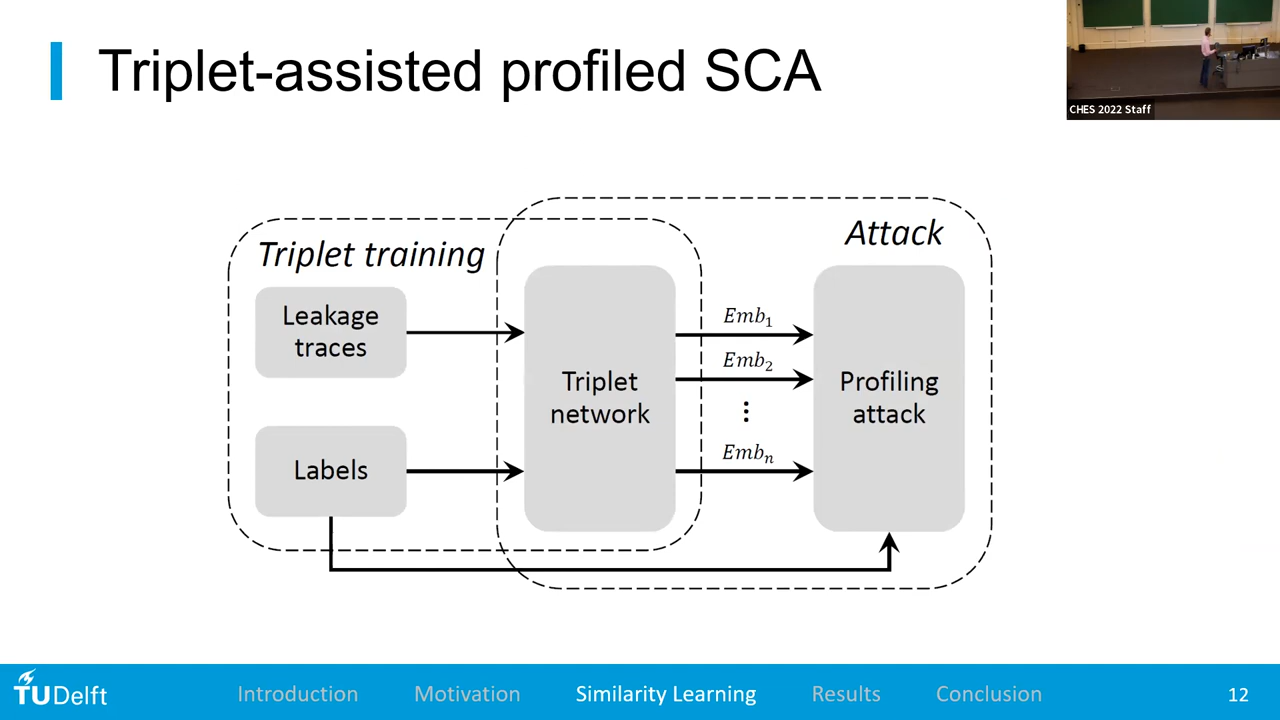 Triplet-assisted profiled SCA
CHES 2022 Staff
Triplet training
Attack
Leakage
traces
Labels
Triplet
network
Emb₁
Emb₂
⋮
Embₙ
Profiling
attack
TUDelft
Introduction
Motivation
Similarity Learning
Results
Conclusion
12